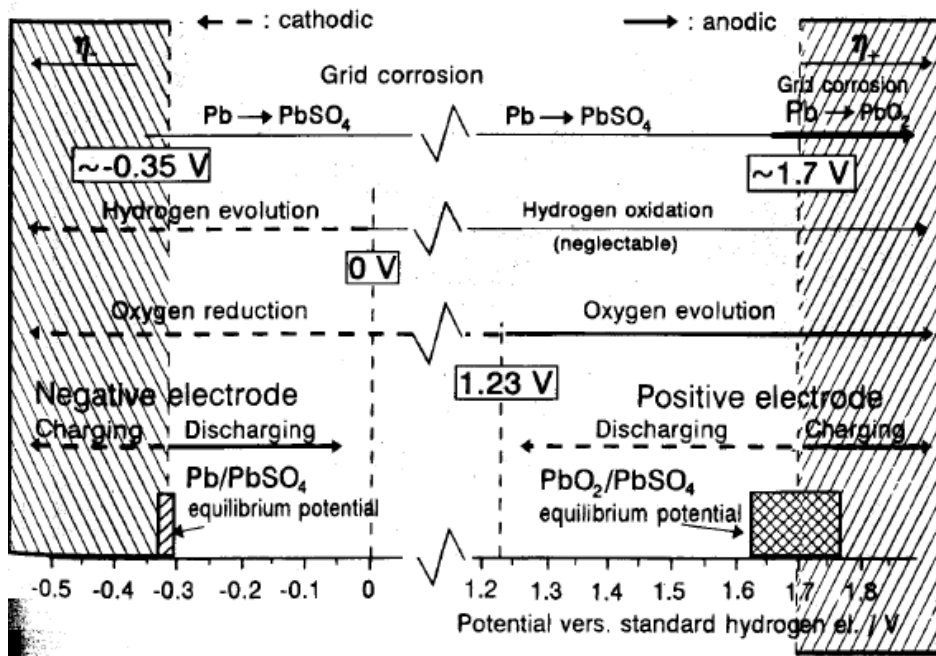 : cathodic
: anodic
η-
η+
Grid corrosion
Grid corrosion
Pb → PbSO4
Pb → PbSO4
Pb → PbO2
~-0.35 V
~1.7 V
Hydrogen evolution
Hydrogen oxidation
(neglectable)
0 V
Oxygen reduction
Oxygen evolution
1.23 V
Negative electrode
Positive electrode
Charging
Discharging
Discharging
Charging
Pb/PbSO4
equilibrium potential
PbO2/PbSO4
equilibrium potential
-0.5 -0.4 -0.3 -0.2 -0.1 0 1.2 1.3 1.4 1.5 1.6 1.7 1.8
Potential vers. standard hydrogen el. / V